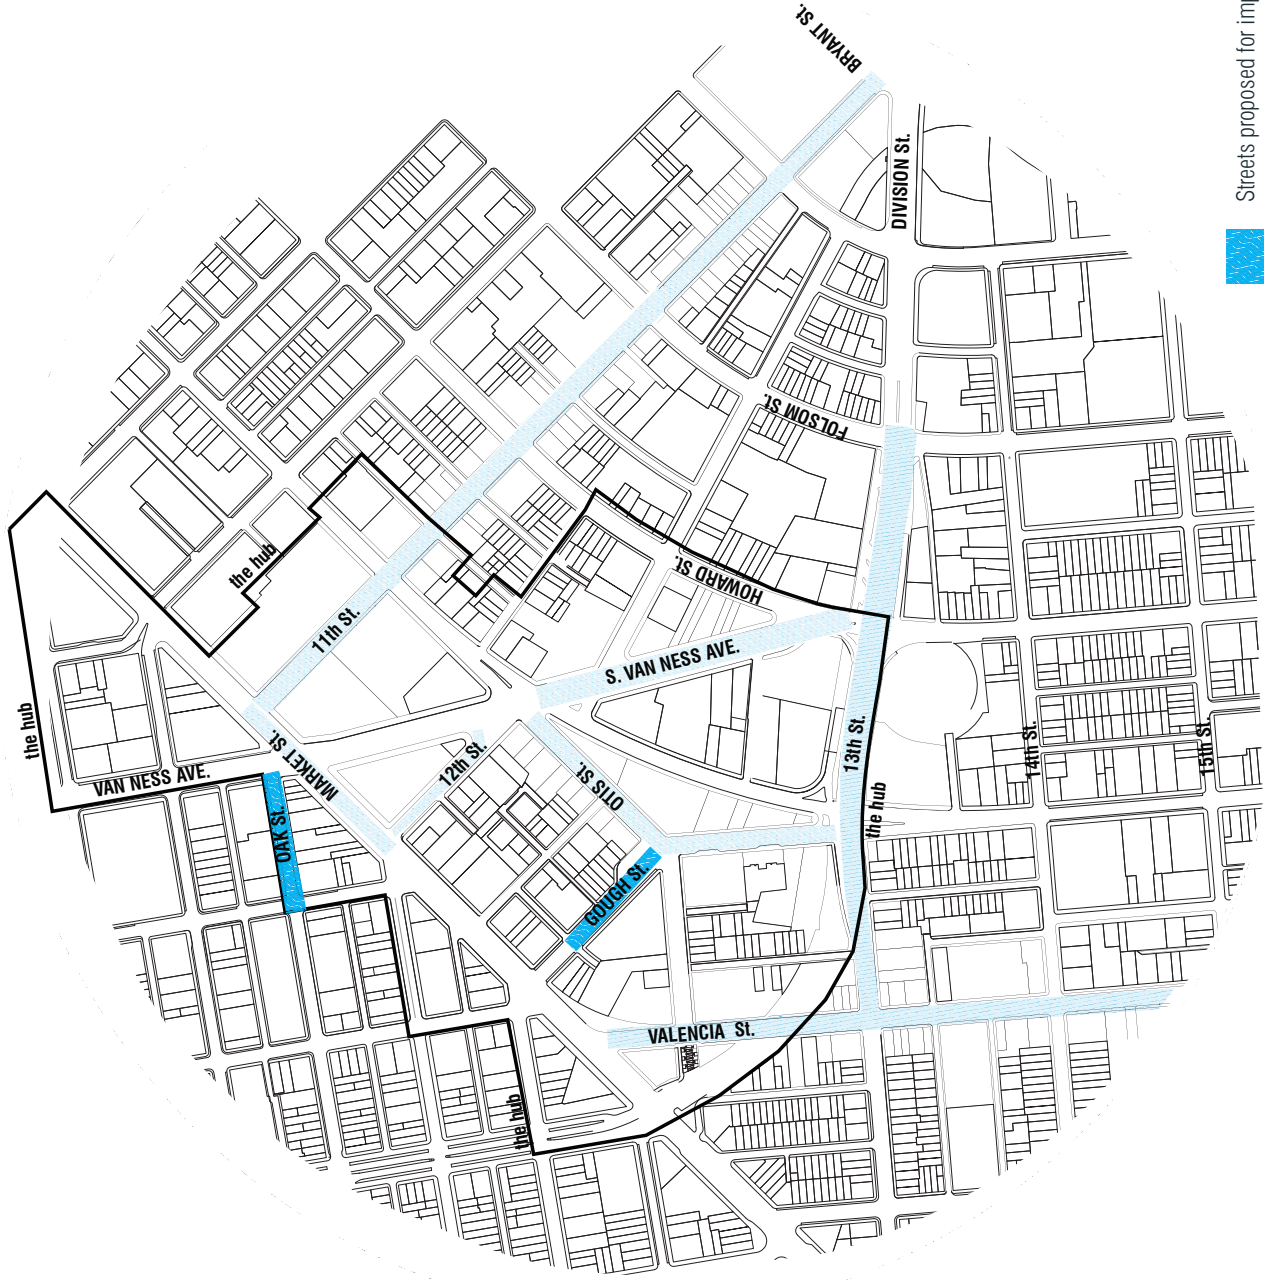 BRYANT St.
Streets proposed for
DIVISION St.
FOLSOM St.
the hub
HOWARD St.
11th St.
S. VAN NESS AVE.
the hub
MARKET St.
12th St.
13th St.
14th St.
15th St.
VAN NESS AVE.
OTIS St.
OAK St.
the hub
GOUGH St.
VALENCIA St.
the hub